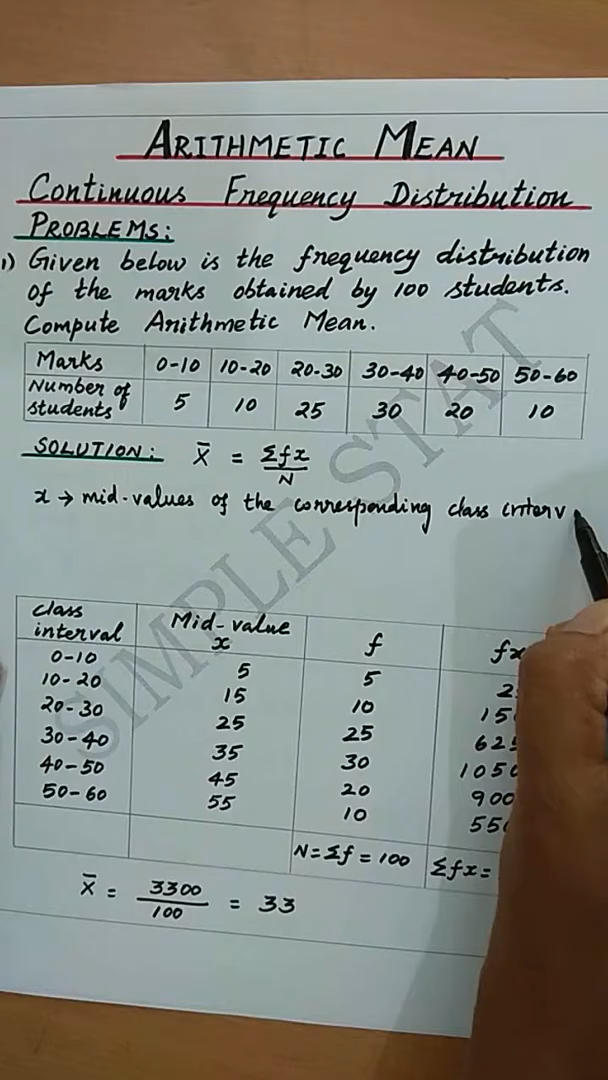 ARITHMETIC MEAN
CONTINUOUS FREQUENCY DISTRIBUTION
PROBLEMS:
1) Given below is the frequency distribution
of the marks obtained by 100 students.
Compute Arithmetic Mean.
Marks 0-10 10-20 20-30 30-40 40-50 50-60
Number of students 5 10 25 30 20 10
SOLUTION: x̄ = Σfx / N
x → mid-values of the corresponding class interv
class interval Mid-value x f fx
0-10 5 5
10-20 15 10
20-30 25 25
30-40 35 30 1050
40-50 45 20
50-60 55 10
N = Σf = 100 Σfx =
x̄ = 3300 / 100 = 33
SIMPLE STAT